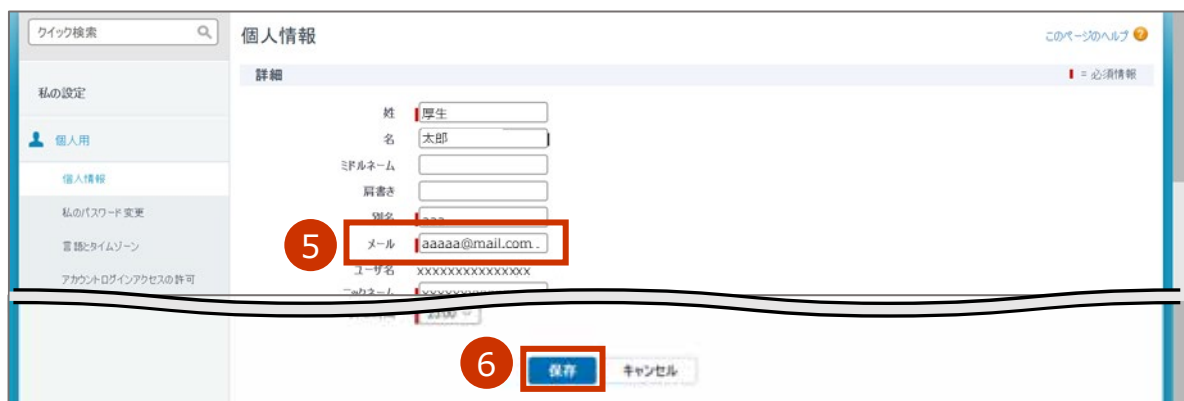 クイック検索
個人情報
このページのヘルプ
詳細
= 必須情報
私の設定
個人用
個人情報
私のパスワード変更
言語とタイムゾーン
アカウントログインアクセスの許可
姓 厚生
名 太郎
ミドルネーム
肩書き
別名 aaa
5
メール aaaaa@mail.com.
ユーザ名 xxxxxxxxxxxxxxx
ニックネーム
23:00
6
保存 キャンセル